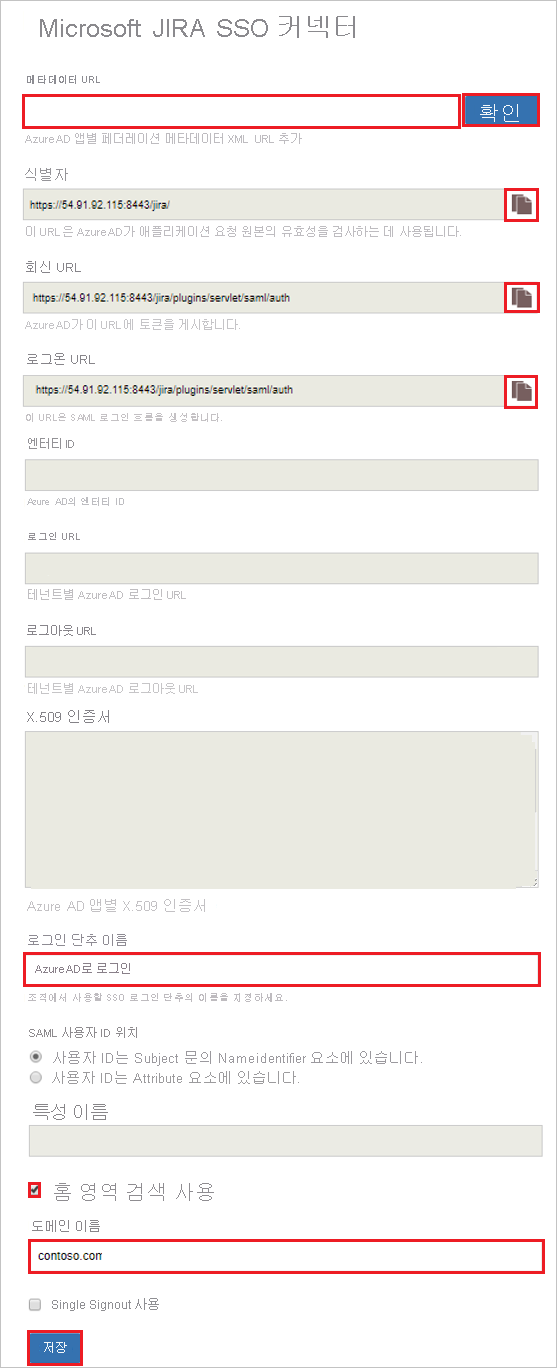 Microsoft JIRA SSO 커넥터
메타데이터 URL
확인
Azure AD 앱별 페더레이션 메타데이터 XML URL 추가
식별자
https://54.91.92.115:8443/jira/
이 URL은 Azure AD가 애플리케이션 요청 원본의 유효성을 검사하는 데 사용됩니다.
회신 URL
https://54.91.92.115:8443/jira/plugins/servlet/saml/auth
Azure AD가 이 URL에 토큰을 게시합니다.
로그온 URL
https://54.91.92.115:8443/jira/plugins/servlet/saml/auth
이 URL은 SAML 로그인 흐름을 생성합니다.
엔터티 ID
Azure AD의 엔터티 ID
로그인 URL
테넌트별 Azure AD 로그인 URL
로그아웃 URL
테넌트별 Azure AD 로그아웃 URL
X.509 인증서
Azure AD 앱별 X.509 인증서
로그인 단추 이름
Azure AD로 로그인
조직에서 사용할 SSO 로그인 단추의 이름을 지정하세요.
SAML 사용자 ID 위치
사용자 ID는 Subject 문의 Nameidentifier 요소에 있습니다.
사용자 ID는 Attribute 요소에 있습니다.
특성 이름
홈 영역 검색 사용
도메인 이름
contoso.com
Single Signout 사용
저장